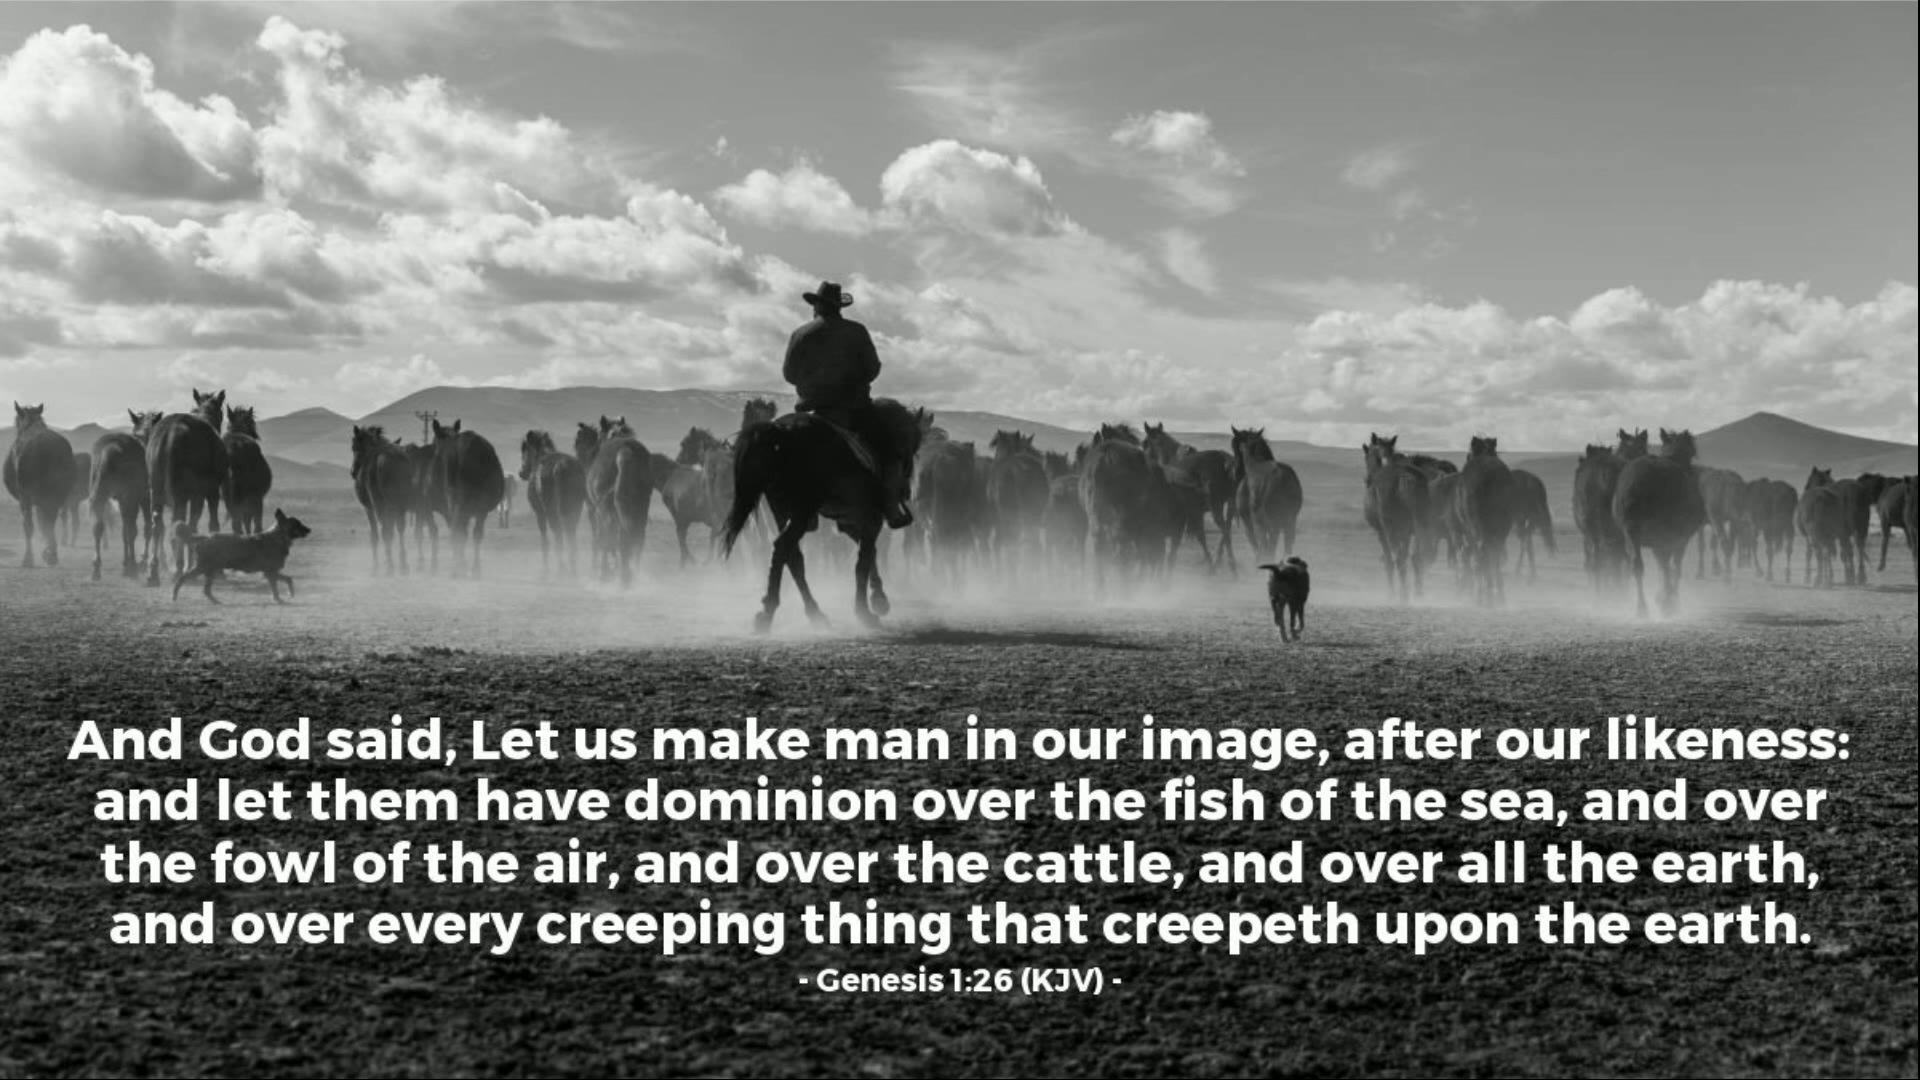 And God said, Let us make man in our image, after our likeness:
and let them have dominion over the fish of the sea, and over
the fowl of the air, and over the cattle, and over all the earth,
and over every creeping thing that creepeth upon the earth.
- Genesis 1:26 (KJV) -